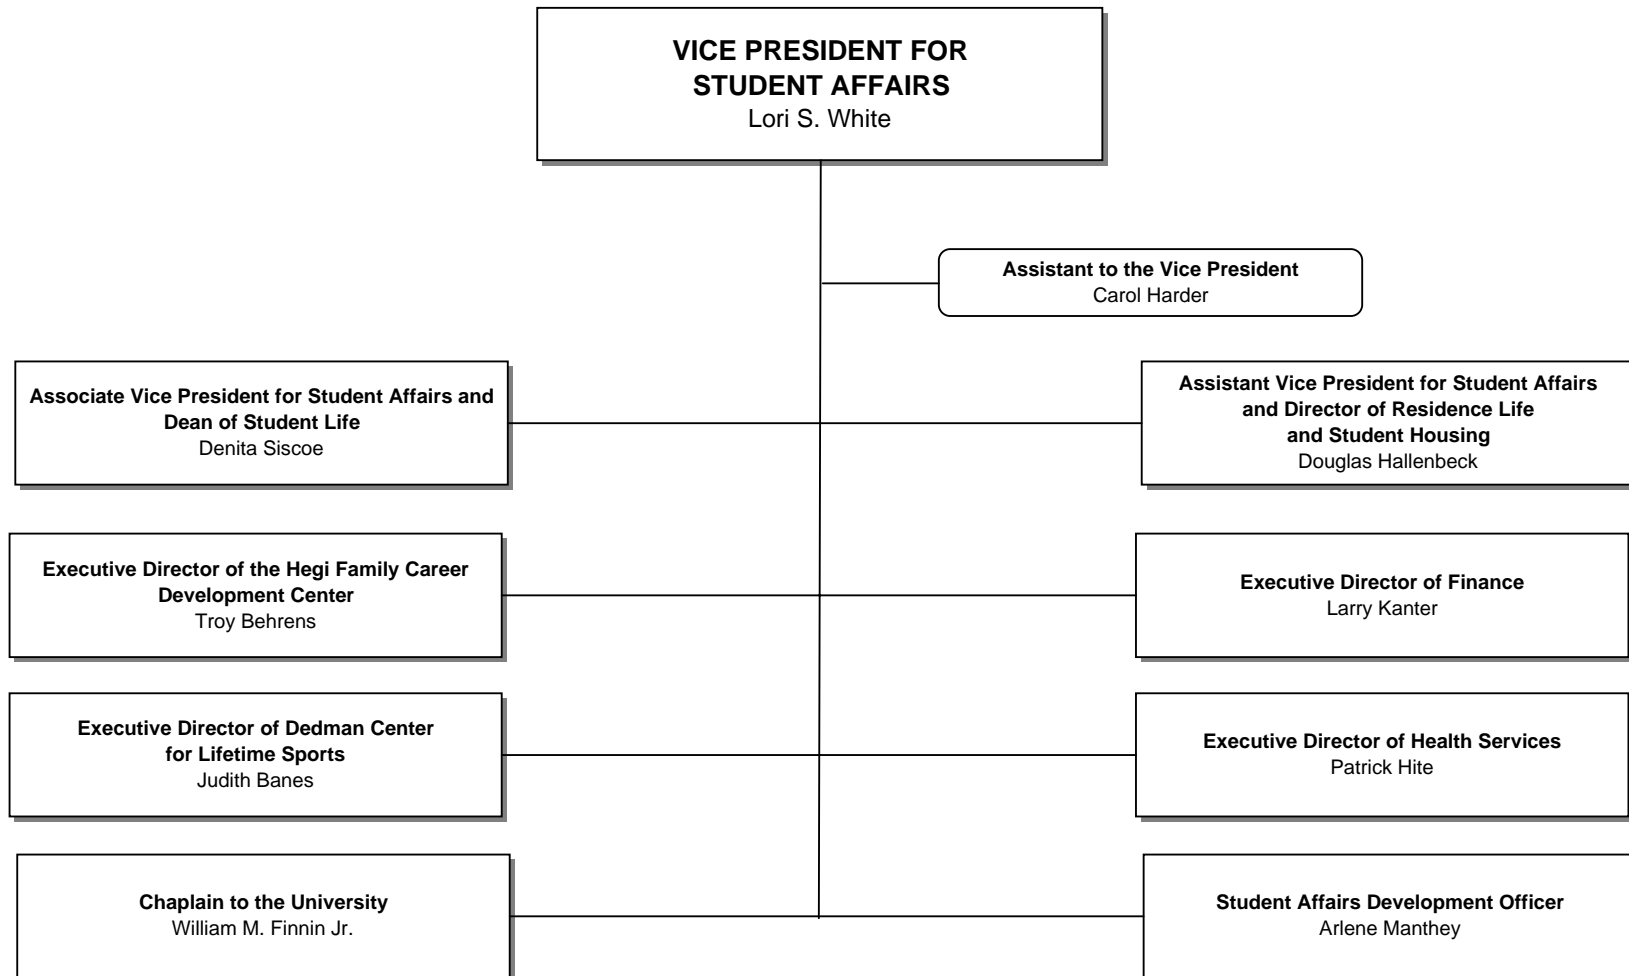 VICE PRESIDENT FOR
STUDENT AFFAIRS
Lori S. White
Assistant to the Vice President
Carol Harder
Associate Vice President for Student Affairs and
Dean of Student Life
Denita Siscoe
Assistant Vice President for Student Affairs
and Director of Residence Life
and Student Housing
Douglas Hallenbeck
Executive Director of the Hegi Family Career
Development Center
Troy Behrens
Executive Director of Finance
Larry Kanter
Executive Director of Dedman Center
for Lifetime Sports
Judith Banes
Executive Director of Health Services
Patrick Hite
Chaplain to the University
William M. Finnin Jr.
Student Affairs Development Officer
Arlene Manthey